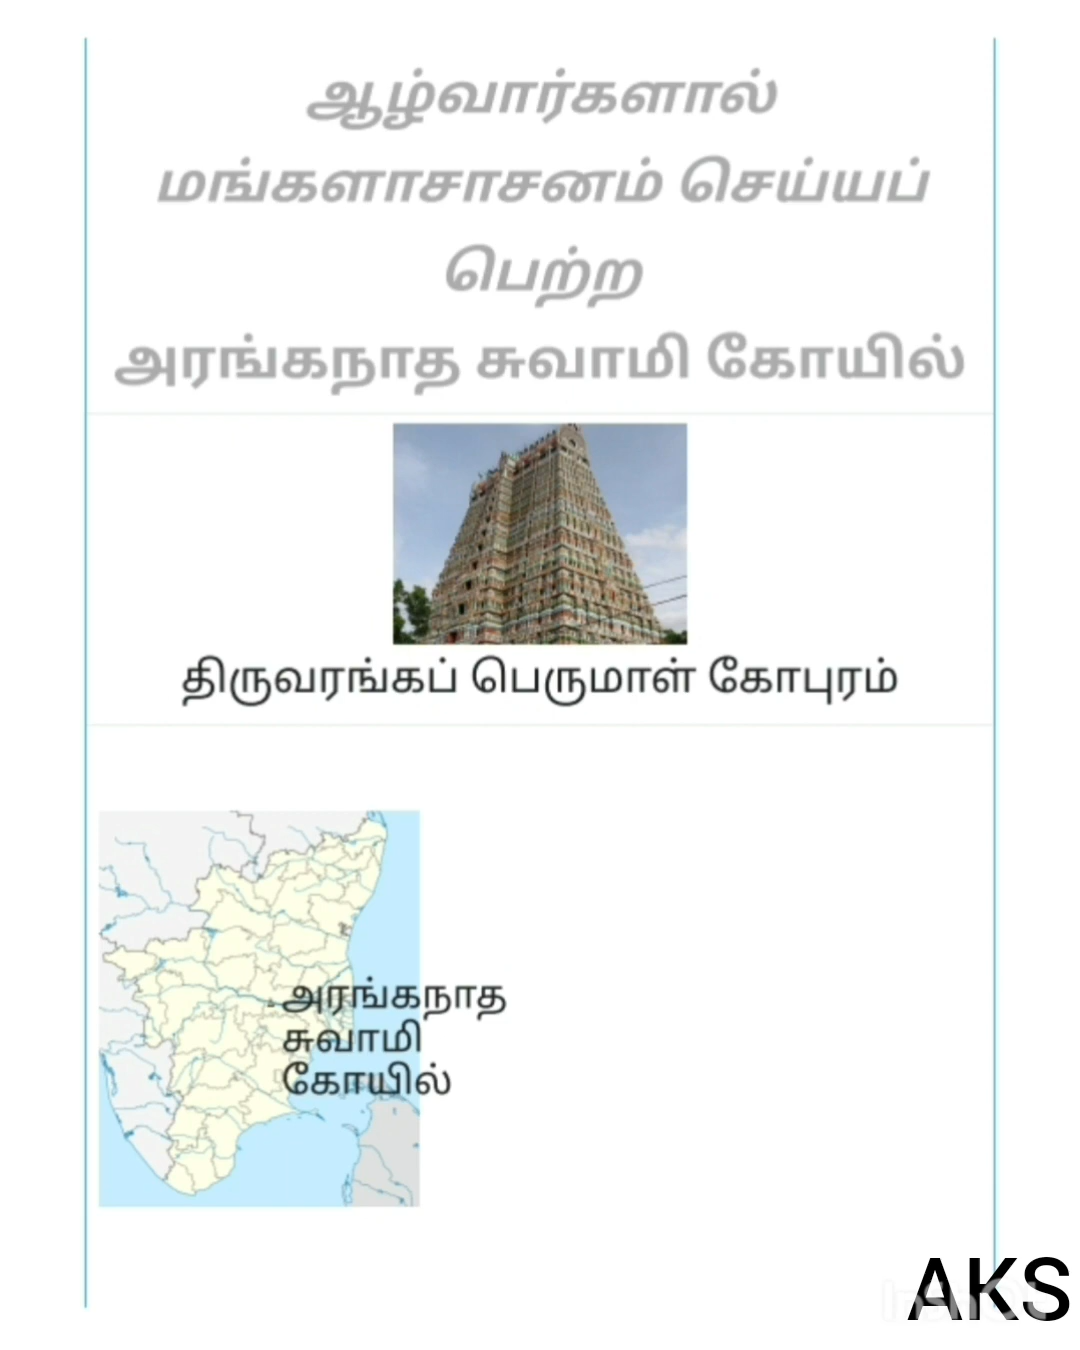 ஆழ்வார்களால்
மங்களாசாசனம் செய்யப்
பெற்ற
அரங்கநாத சுவாமி கோயில்
திருவரங்கப் பெருமாள் கோபுரம்
அரங்கநாத
சுவாமி
கோயில்
AKS